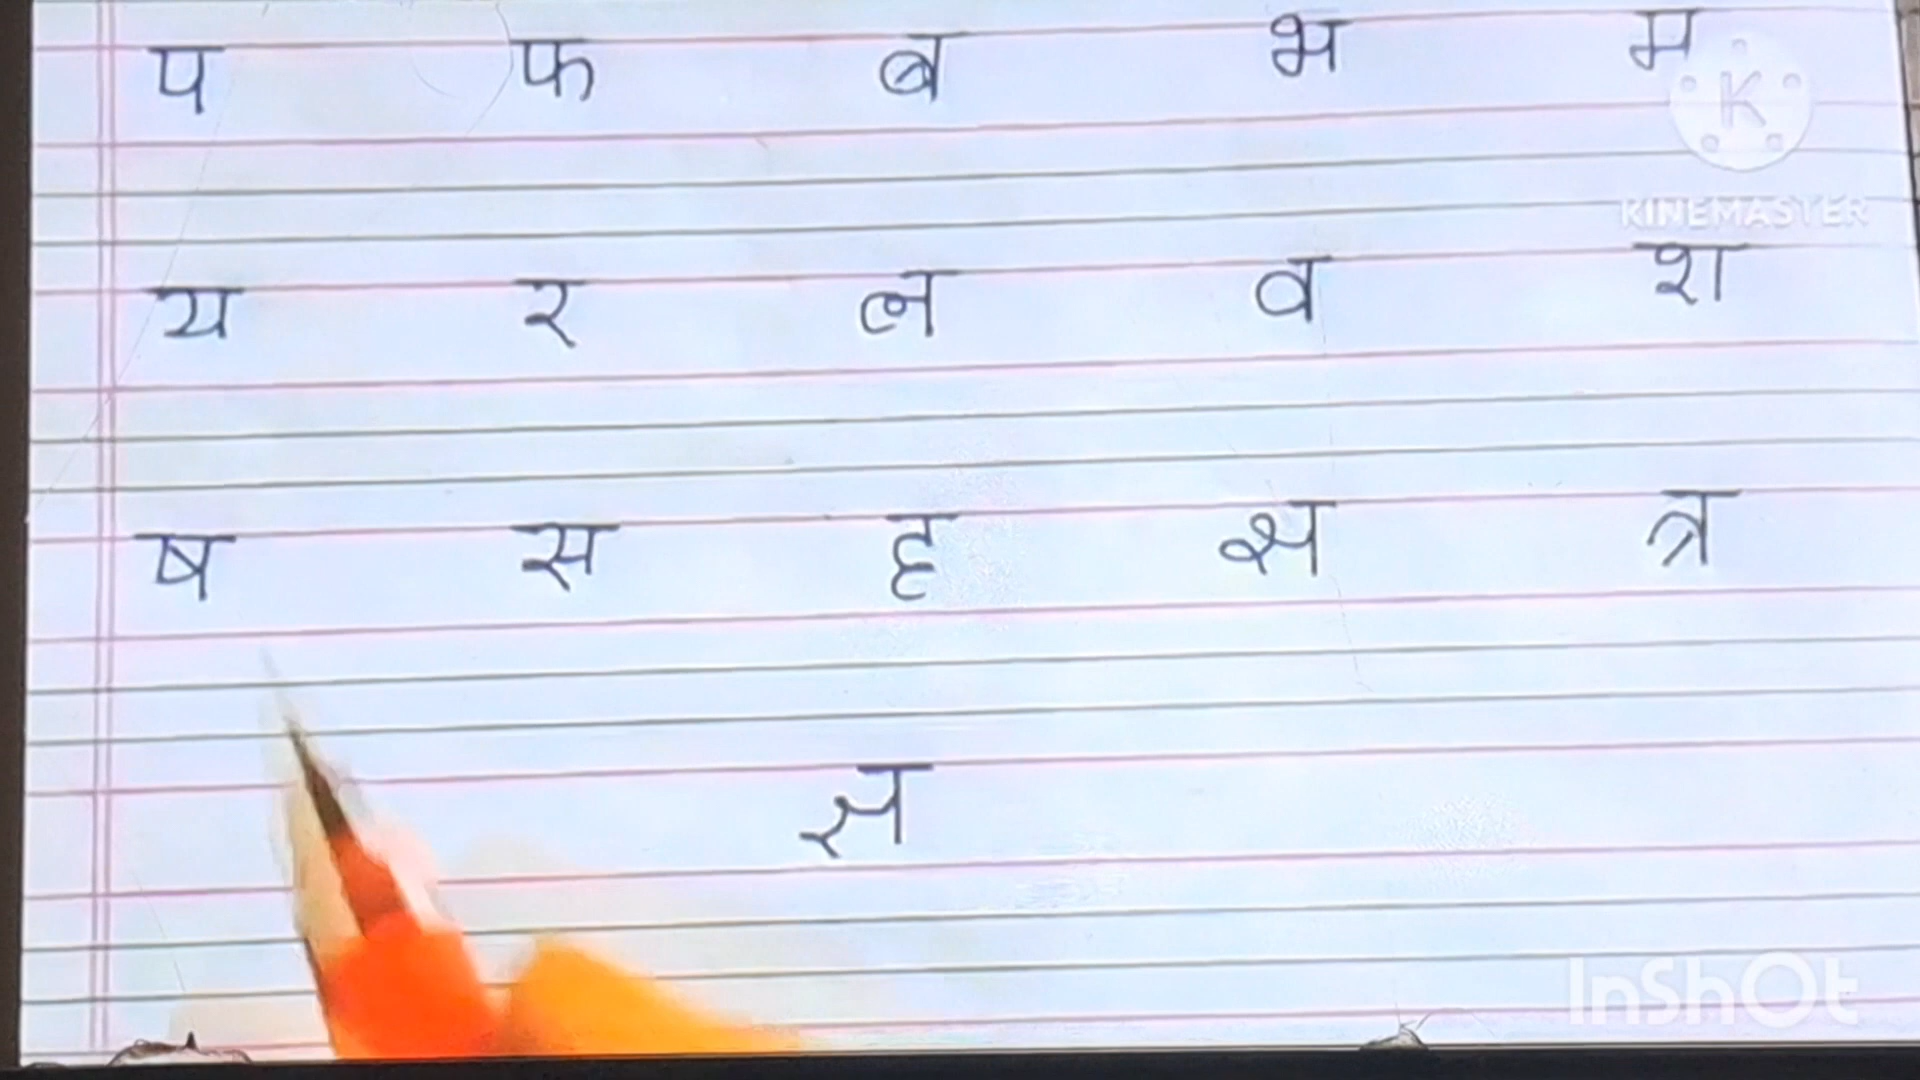 प फ ब भ म
K
KINEMASTER
य र ल व श
ष स ह क्ष त्र
ज्ञ
InShOt